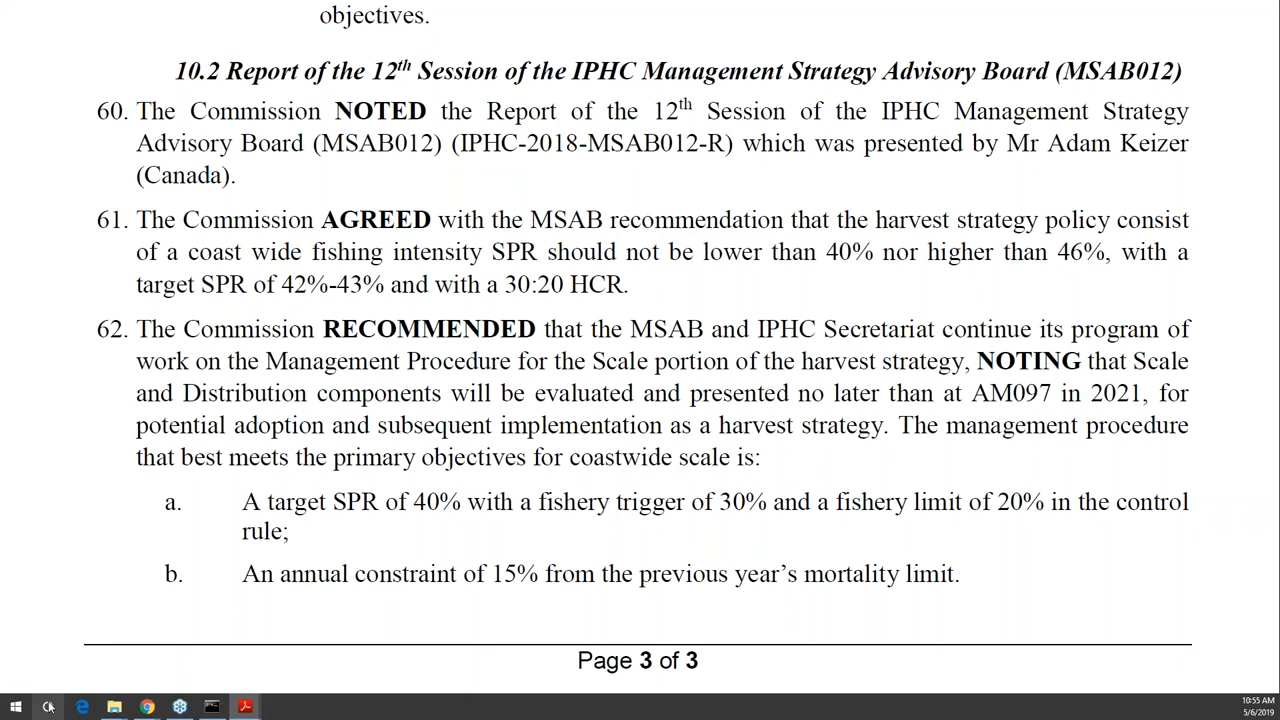 objectives.
10.2 Report of the 12th Session of the IPHC Management Strategy Advisory Board (MSAB012)
60. The Commission NOTED the Report of the 12th Session of the IPHC Management Strategy
Advisory Board (MSAB012) (IPHC-2018-MSAB012-R) which was presented by Mr Adam Keizer
(Canada).
61. The Commission AGREED with the MSAB recommendation that the harvest strategy policy consist
of a coast wide fishing intensity SPR should not be lower than 40% nor higher than 46%, with a
target SPR of 42%-43% and with a 30:20 HCR.
62. The Commission RECOMMENDED that the MSAB and IPHC Secretariat continue its program of
work on the Management Procedure for the Scale portion of the harvest strategy, NOTING that Scale
and Distribution components will be evaluated and presented no later than at AM097 in 2021, for
potential adoption and subsequent implementation as a harvest strategy. The management procedure
that best meets the primary objectives for coastwide scale is:
a. A target SPR of 40% with a fishery trigger of 30% and a fishery limit of 20% in the control
rule;
b. An annual constraint of 15% from the previous year’s mortality limit.
Page 3 of 3
10:55 AM
5/6/2019